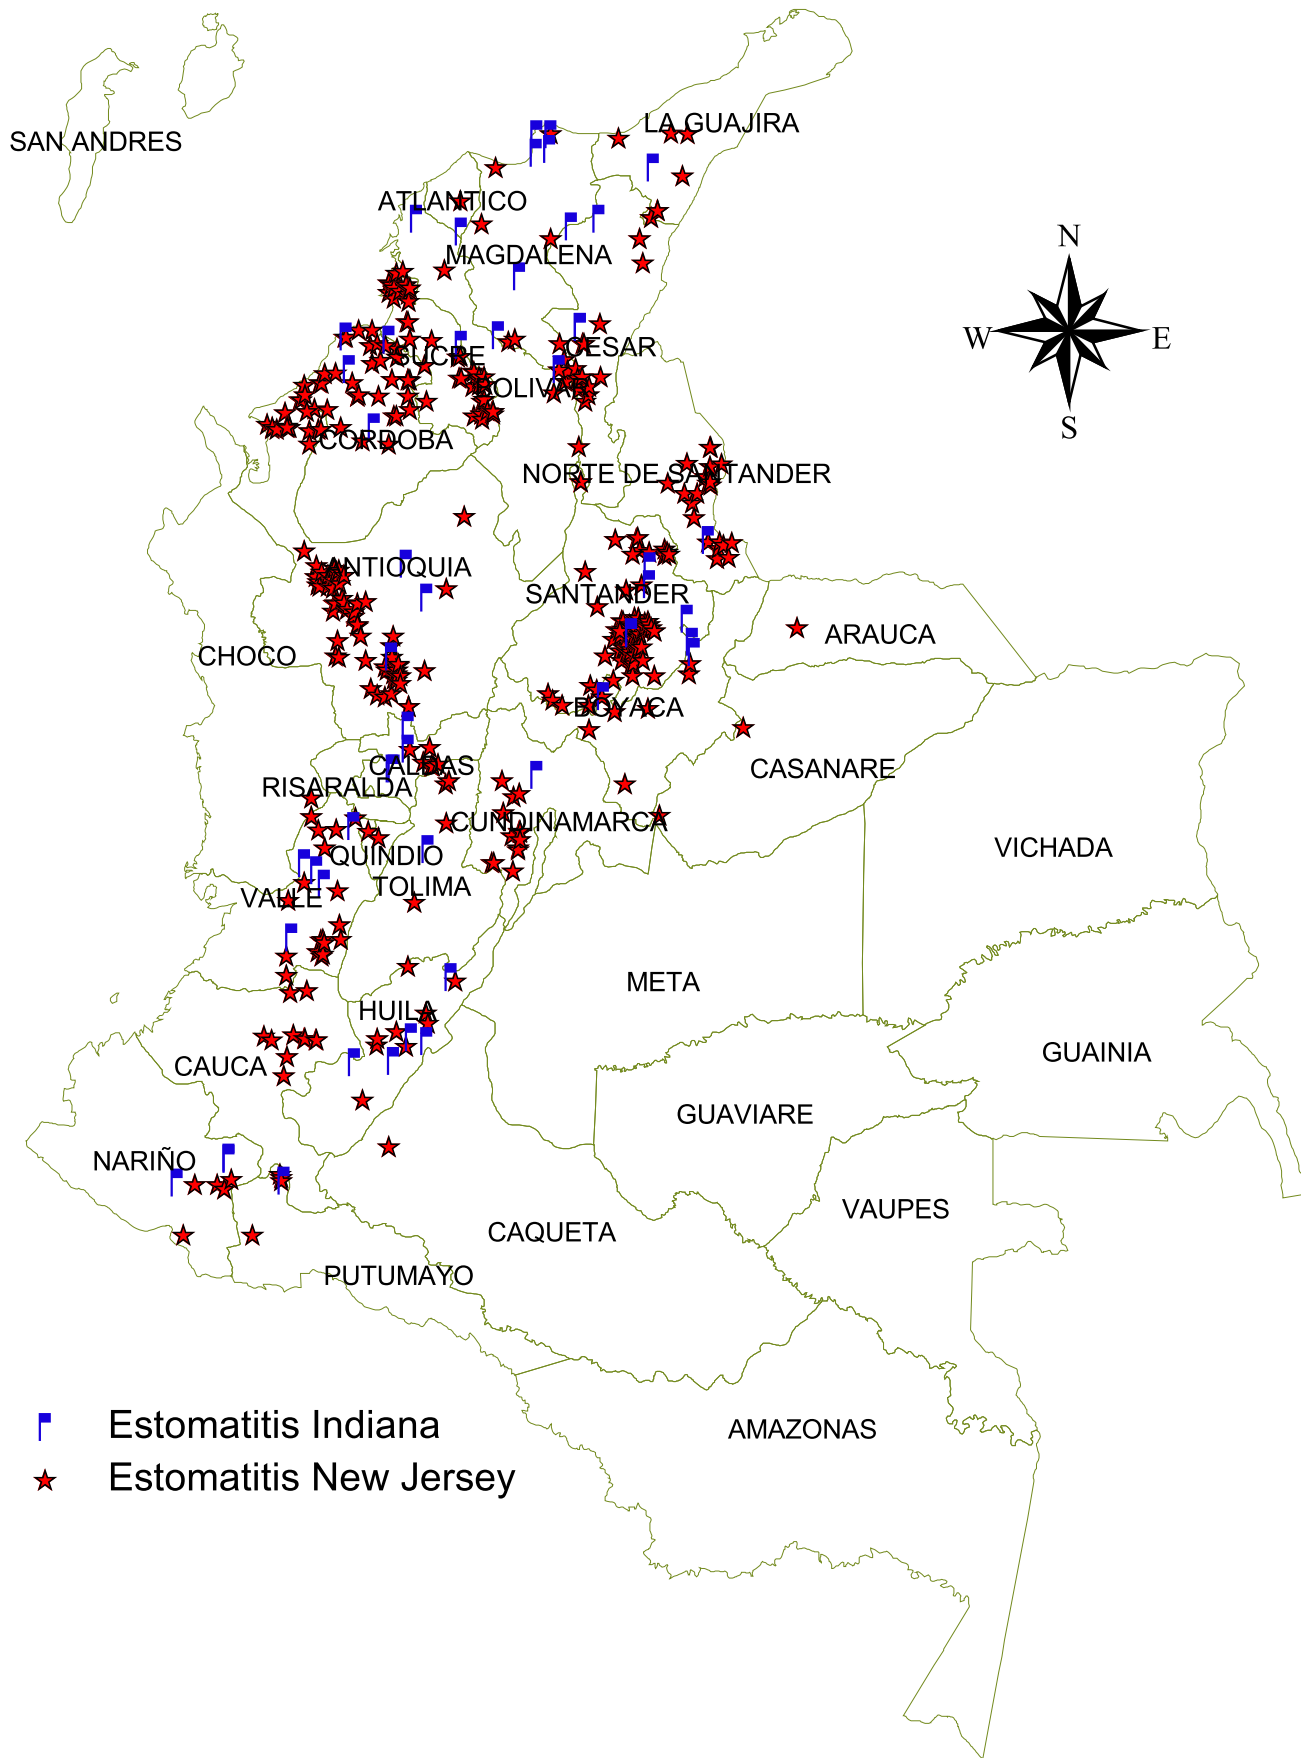 LA GUAJIRA
SAN ANDRES
ATLANTICO
MAGDALENA
N
W
E
S
SUCRE
CESAR
BOLIVAR
CORDOBA
NORTE DE SANTANDER
ANTIOQUIA
SANTANDER
ARAUCA
CHOCO
BOYACA
CALDAS
CASANARE
RISARALDA
CUNDINAMARCA
VICHADA
QUINDIO
TOLIMA
VALLE
META
HUILA
GUAINIA
CAUCA
GUAVIARE
NARIÑO
VAUPES
CAQUETA
PUTUMAYO
AMAZONAS
Estomatitis Indiana
Estomatitis New Jersey